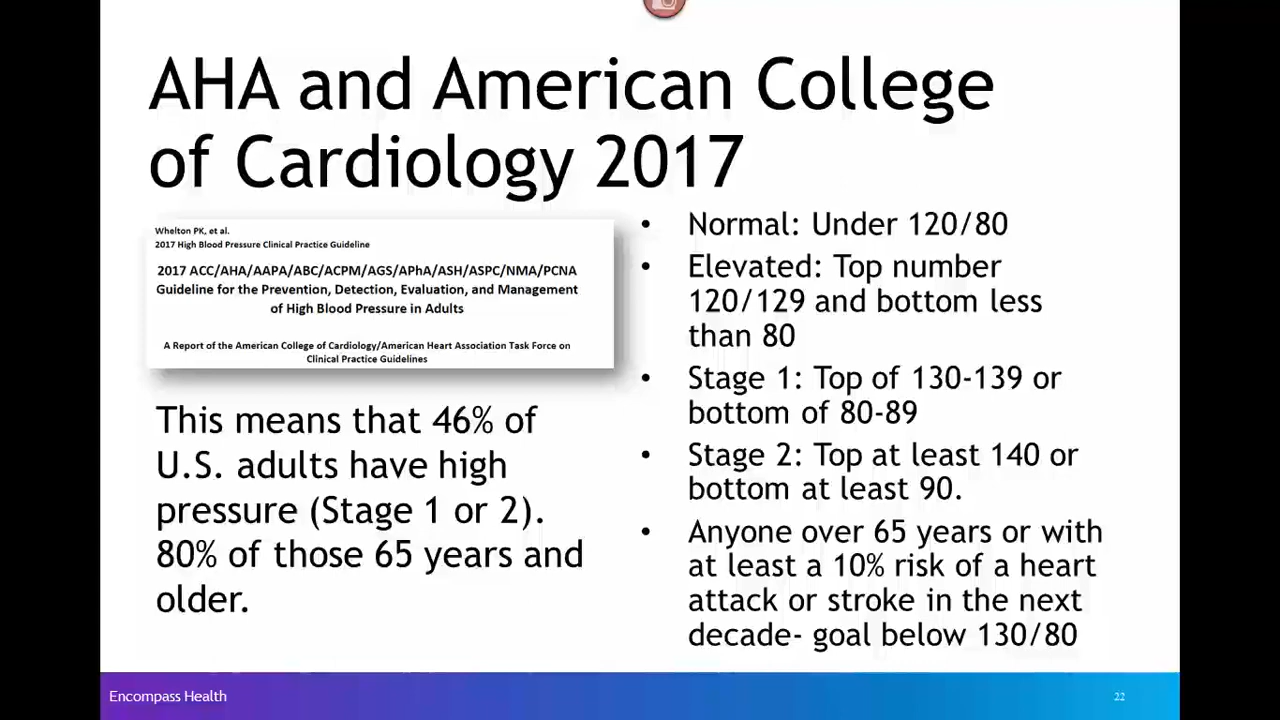 AHA and American College
of Cardiology 2017
Whelton PK, et al.
2017 High Blood Pressure Clinical Practice Guideline
2017 ACC/AHA/AAPA/ABC/ACPM/AGS/APhA/ASH/ASPC/NMA/PCNA
Guideline for the Prevention, Detection, Evaluation, and Management
of High Blood Pressure in Adults
A Report of the American College of Cardiology/American Heart Association Task Force on
Clinical Practice Guidelines
This means that 46% of
U.S. adults have high
pressure (Stage 1 or 2).
80% of those 65 years and
older.
• Normal: Under 120/80
• Elevated: Top number
120/129 and bottom less
than 80
• Stage 1: Top of 130-139 or
bottom of 80-89
• Stage 2: Top at least 140 or
bottom at least 90.
• Anyone over 65 years or with
at least a 10% risk of a heart
attack or stroke in the next
decade- goal below 130/80
Encompass Health
22